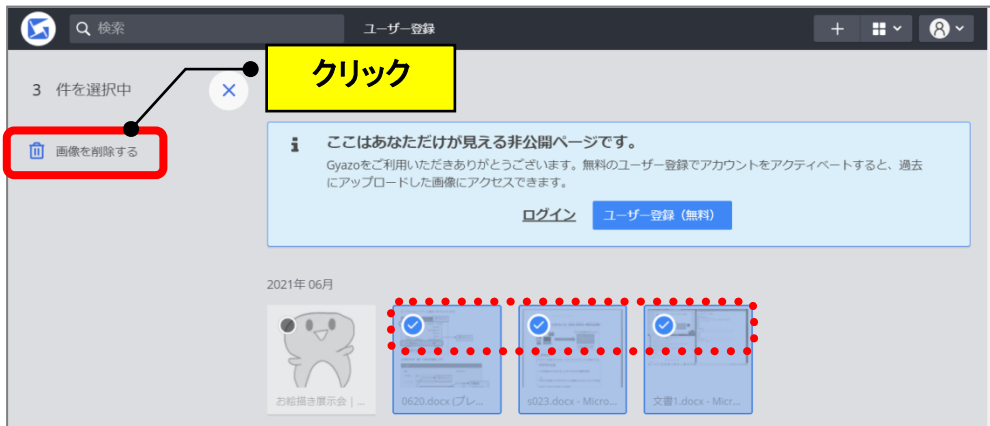 検索
ユーザー登録
クリック
3 件を選択中
画像を削除する
ここはあなただけが見える非公開ページです。
Gyazoをご利用いただきありがとうございます。無料のユーザー登録でアカウントをアクティベートすると、過去
にアップロードした画像にアクセスできます。
ログイン
ユーザー登録（無料）
2021年 06月
お絵描き展示会 | ...
0620.docx (プレ...
s023.docx - Micro...
文書1.docx - Micr...